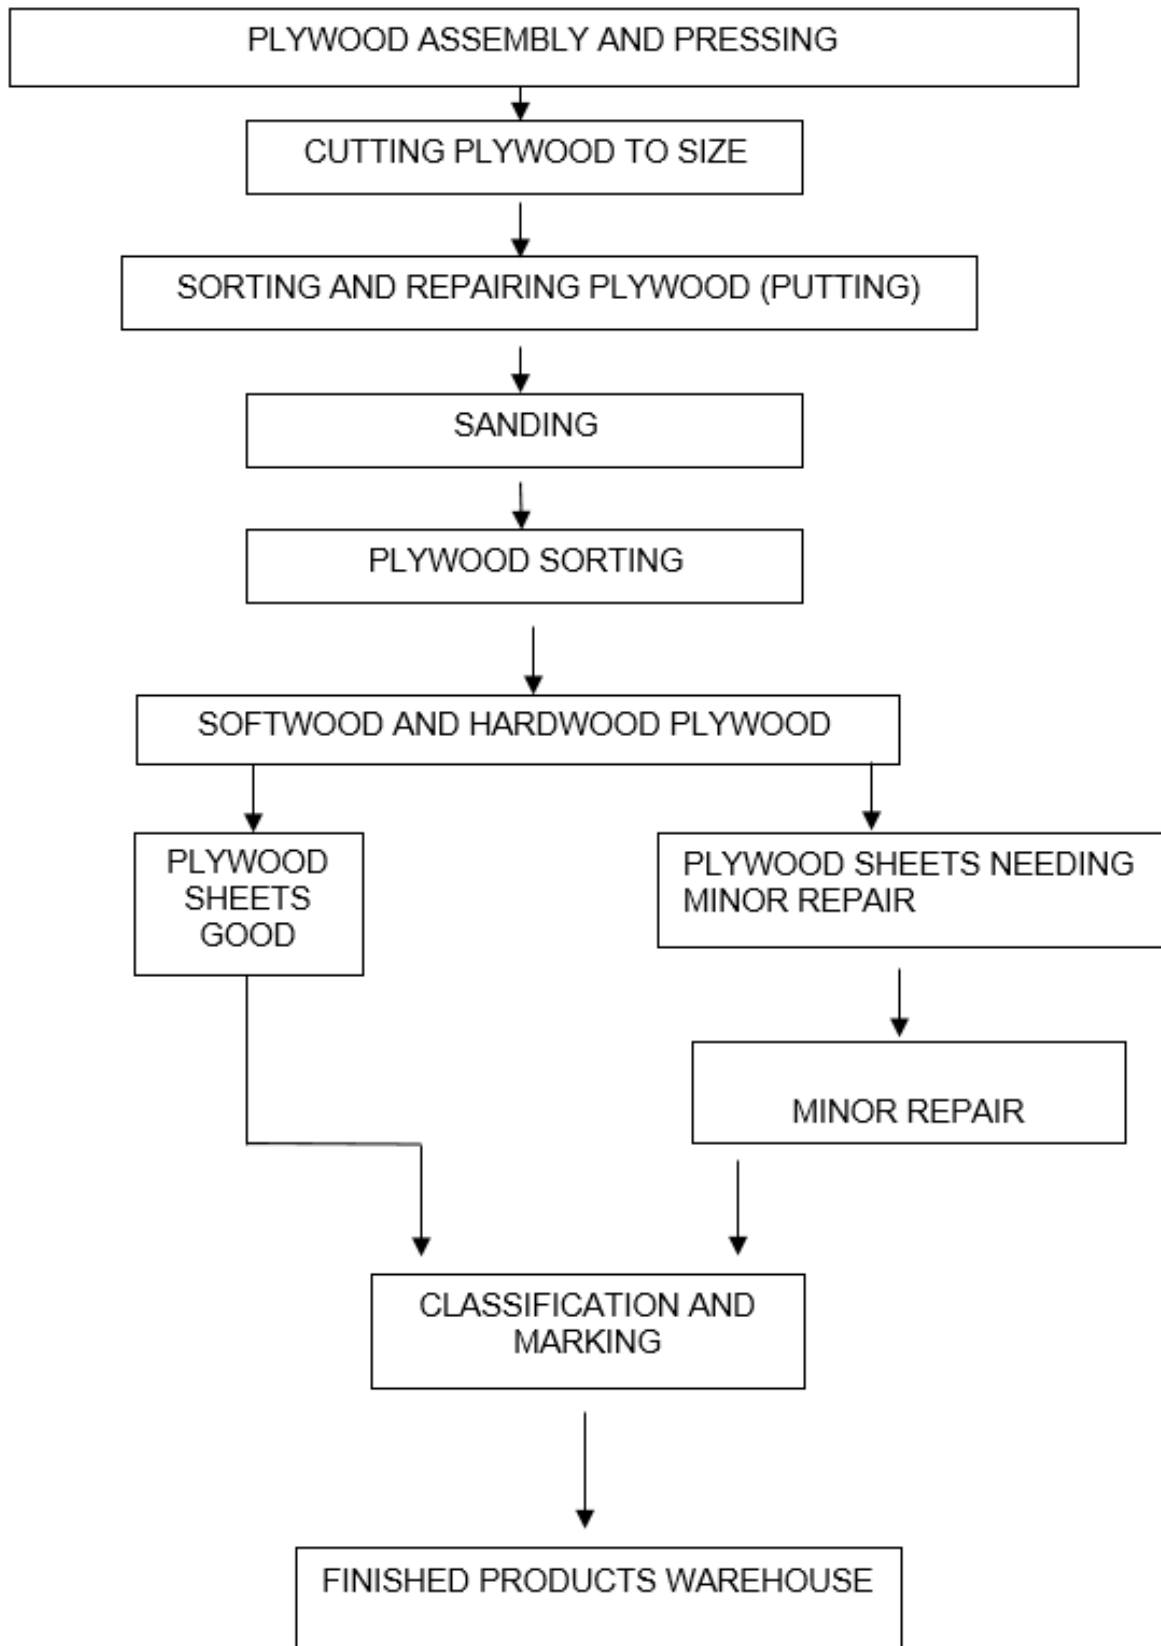 PLYWOOD ASSEMBLY AND PRESSING
CUTTING PLYWOOD TO SIZE
SORTING AND REPAIRING PLYWOOD (PUTTING)
SANDING
PLYWOOD SORTING
SOFTWOOD AND HARDWOOD PLYWOOD
PLYWOOD
SHEETS
GOOD
PLYWOOD SHEETS NEEDING
MINOR REPAIR
MINOR REPAIR
CLASSIFICATION AND
MARKING
FINISHED PRODUCTS WAREHOUSE